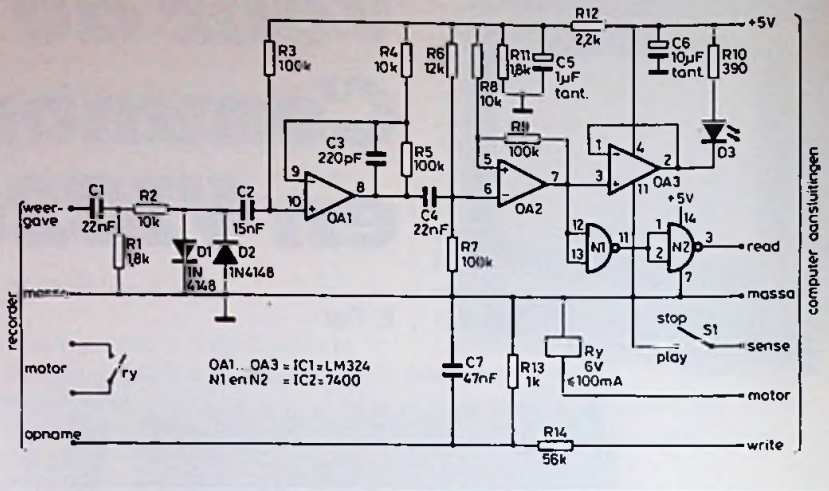 R12
2,2k
+5V
R3
100k
R4
10k
R6
12k
R11
1,8k
C5
1µF
tant.
C6
10µF
tant.
R10
390
R8
10k
D3
C3
220pF
R9
100k
R5
100k
1
4
2
3
11
OA3
9
8
10
OA1
C4
22nF
5
7
6
OA2
weer-
gave
C1
22nF
R2
10k
C2
15nF
R1
1,8k
D1
1N
4148
D2
1N4148
R7
100k
12
13
N1
11
+5V
14
1
2
N2
3
7
read
massa
massa
recorder
computer aansluitingen
motor
ry
OA1...OA3 = IC1 = LM324
N1 en N2 = IC2 = 7400
C7
47nF
R13
1k
Ry
6V
≤100mA
stop
S1
play
sense
motor
opname
R14
56k
write